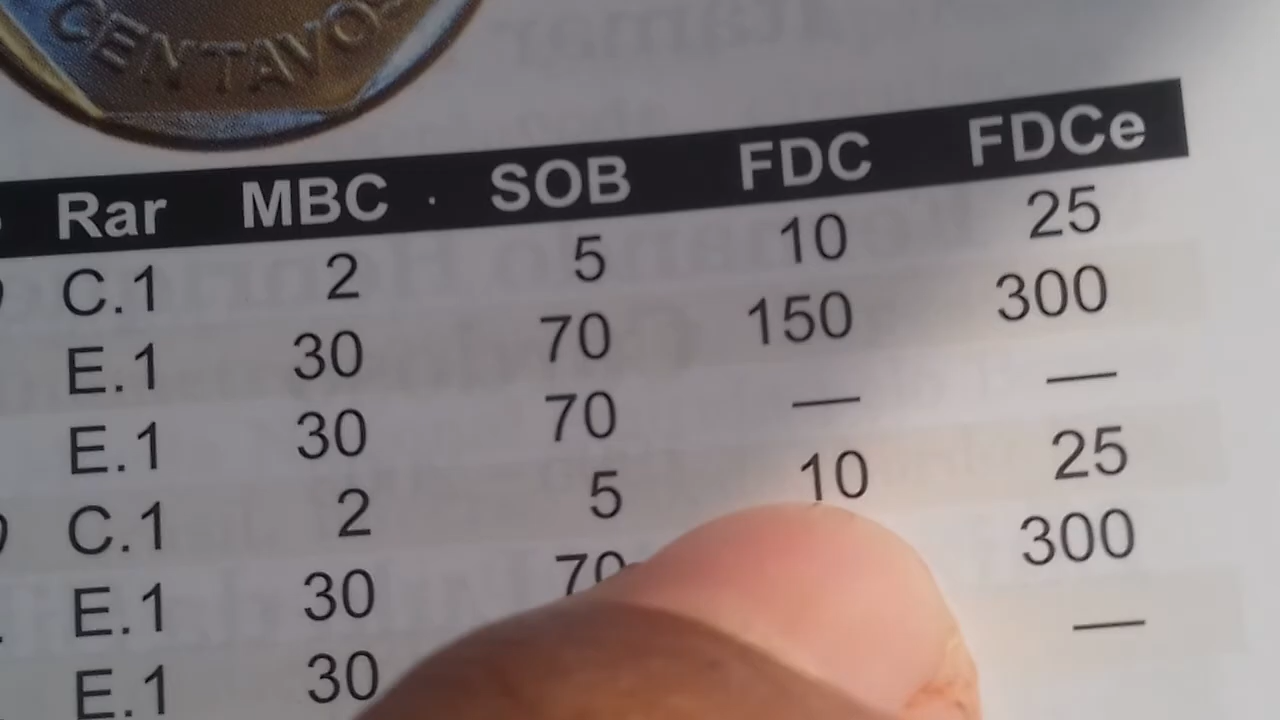 CENTAVOS
Rar MBC SOB FDC FDCe
C.1 2 5 10 25
E.1 30 70 150 300
E.1 30 70 — —
C.1 2 5 10 25
E.1 30 70 300
E.1 30 —